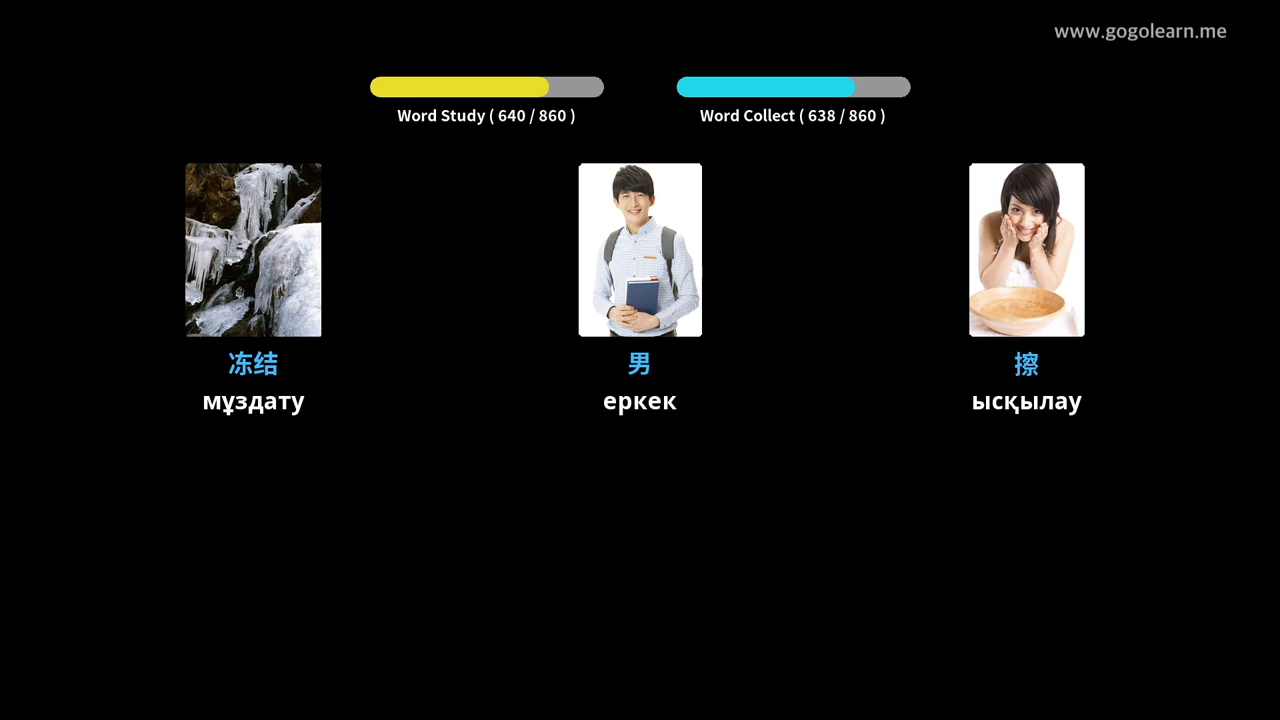 www.gogolearn.me
Word Study ( 640 / 860 )
Word Collect ( 638 / 860 )
冻结
男
擦
мұздату
еркек
ысқылау